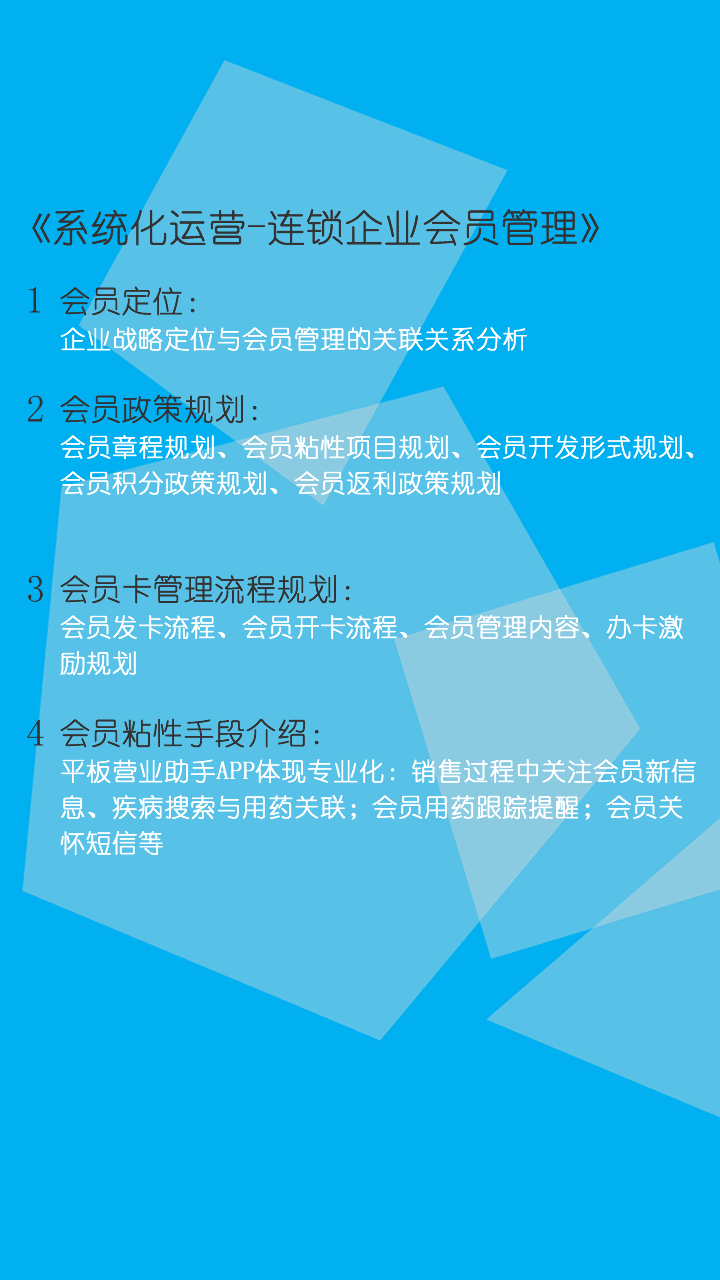 《系统化运营-连锁企业会员管理》
1 会员定位：
企业战略定位与会员管理的关联关系分析
2 会员政策规划：
会员章程规划、会员粘性项目规划、会员开发形式规划、
会员积分政策规划、会员返利政策规划
3 会员卡管理流程规划：
会员发卡流程、会员开卡流程、会员管理内容、办卡激
励规划
4 会员粘性手段介绍：
平板营业助手APP体现专业化：销售过程中关注会员新信
息、疾病搜索与用药关联；会员用药跟踪提醒；会员关
怀短信等